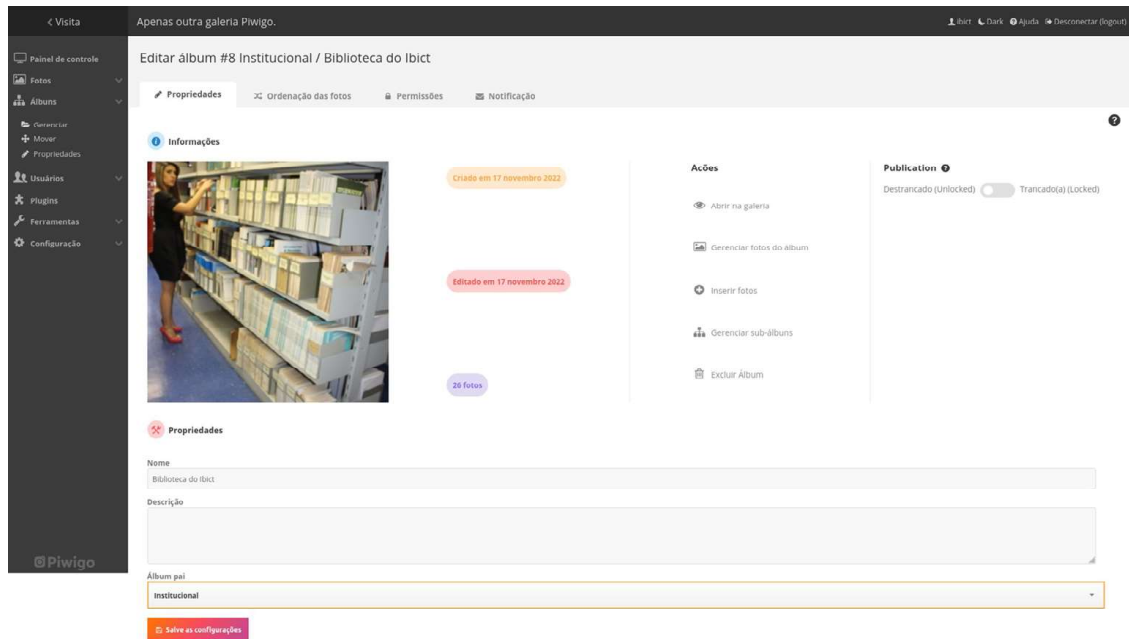 Visita
Apenas outra galeria Piwigo.
ibict Dark Ajuda Desconectar (logout)
Painel de controle
Fotos
Álbuns
Gerenciar
Mover
Propriedades
Usuários
Plugins
Ferramentas
Configuração
Piwigo
Editar álbum #8 Institucional / Biblioteca do Ibict
Propriedades Ordenação das fotos Permissões Notificação
Informações
Criado em 17 novembro 2022
Editado em 17 novembro 2022
26 fotos
Ações
Abrir na galeria
Gerenciar fotos do álbum
Inserir fotos
Gerenciar sub-álbuns
Excluir Álbum
Publication
Destrancado (Unlocked) Trancado(a) (Locked)
Propriedades
Nome
Biblioteca do Ibict
Descrição
Álbum pai
Institucional
Salve as configurações